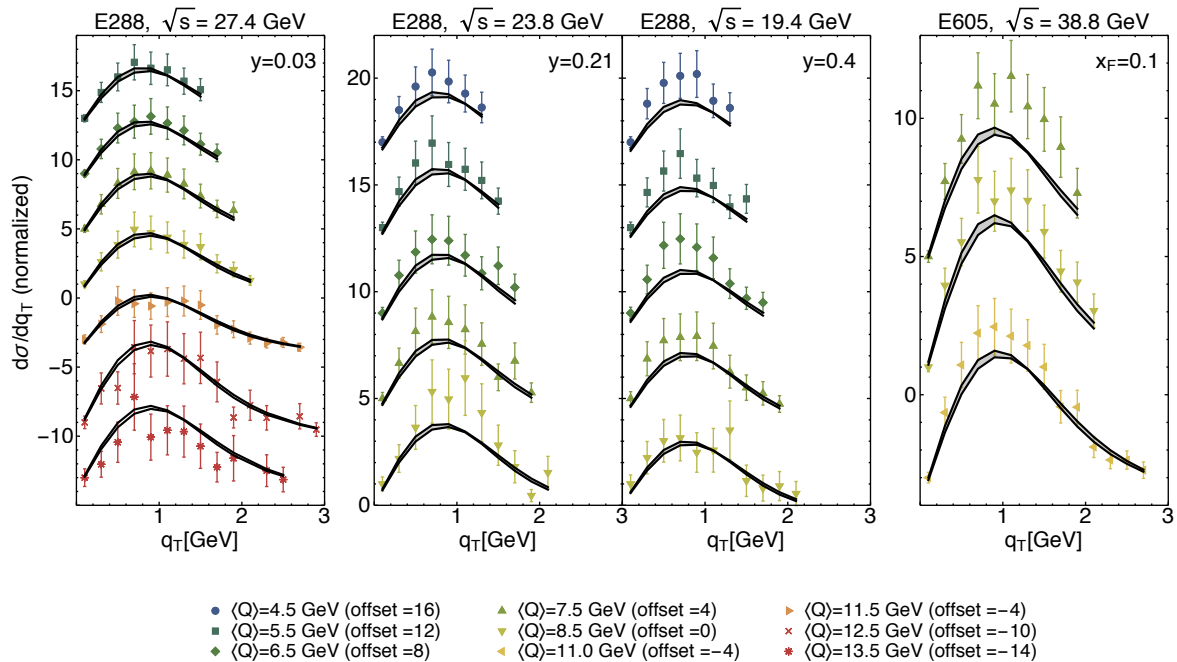 E288, √s = 27.4 GeV
E288, √s = 23.8 GeV
E288, √s = 19.4 GeV
E605, √s = 38.8 GeV
y=0.03
y=0.21
y=0.4
x_F=0.1
dσ/dq_T (normalized)
15
10
5
0
−5
−10
20
15
10
5
0
10
5
0
0
1
2
3
0
1
2
0
1
2
3
0
1
2
3
q_T[GeV]
q_T[GeV]
q_T[GeV]
q_T[GeV]
⟨Q⟩=4.5 GeV (offset =16)
⟨Q⟩=5.5 GeV (offset =12)
⟨Q⟩=6.5 GeV (offset =8)
⟨Q⟩=7.5 GeV (offset =4)
⟨Q⟩=8.5 GeV (offset =0)
⟨Q⟩=11.0 GeV (offset =−4)
⟨Q⟩=11.5 GeV (offset =−4)
⟨Q⟩=12.5 GeV (offset =−10)
⟨Q⟩=13.5 GeV (offset =−14)